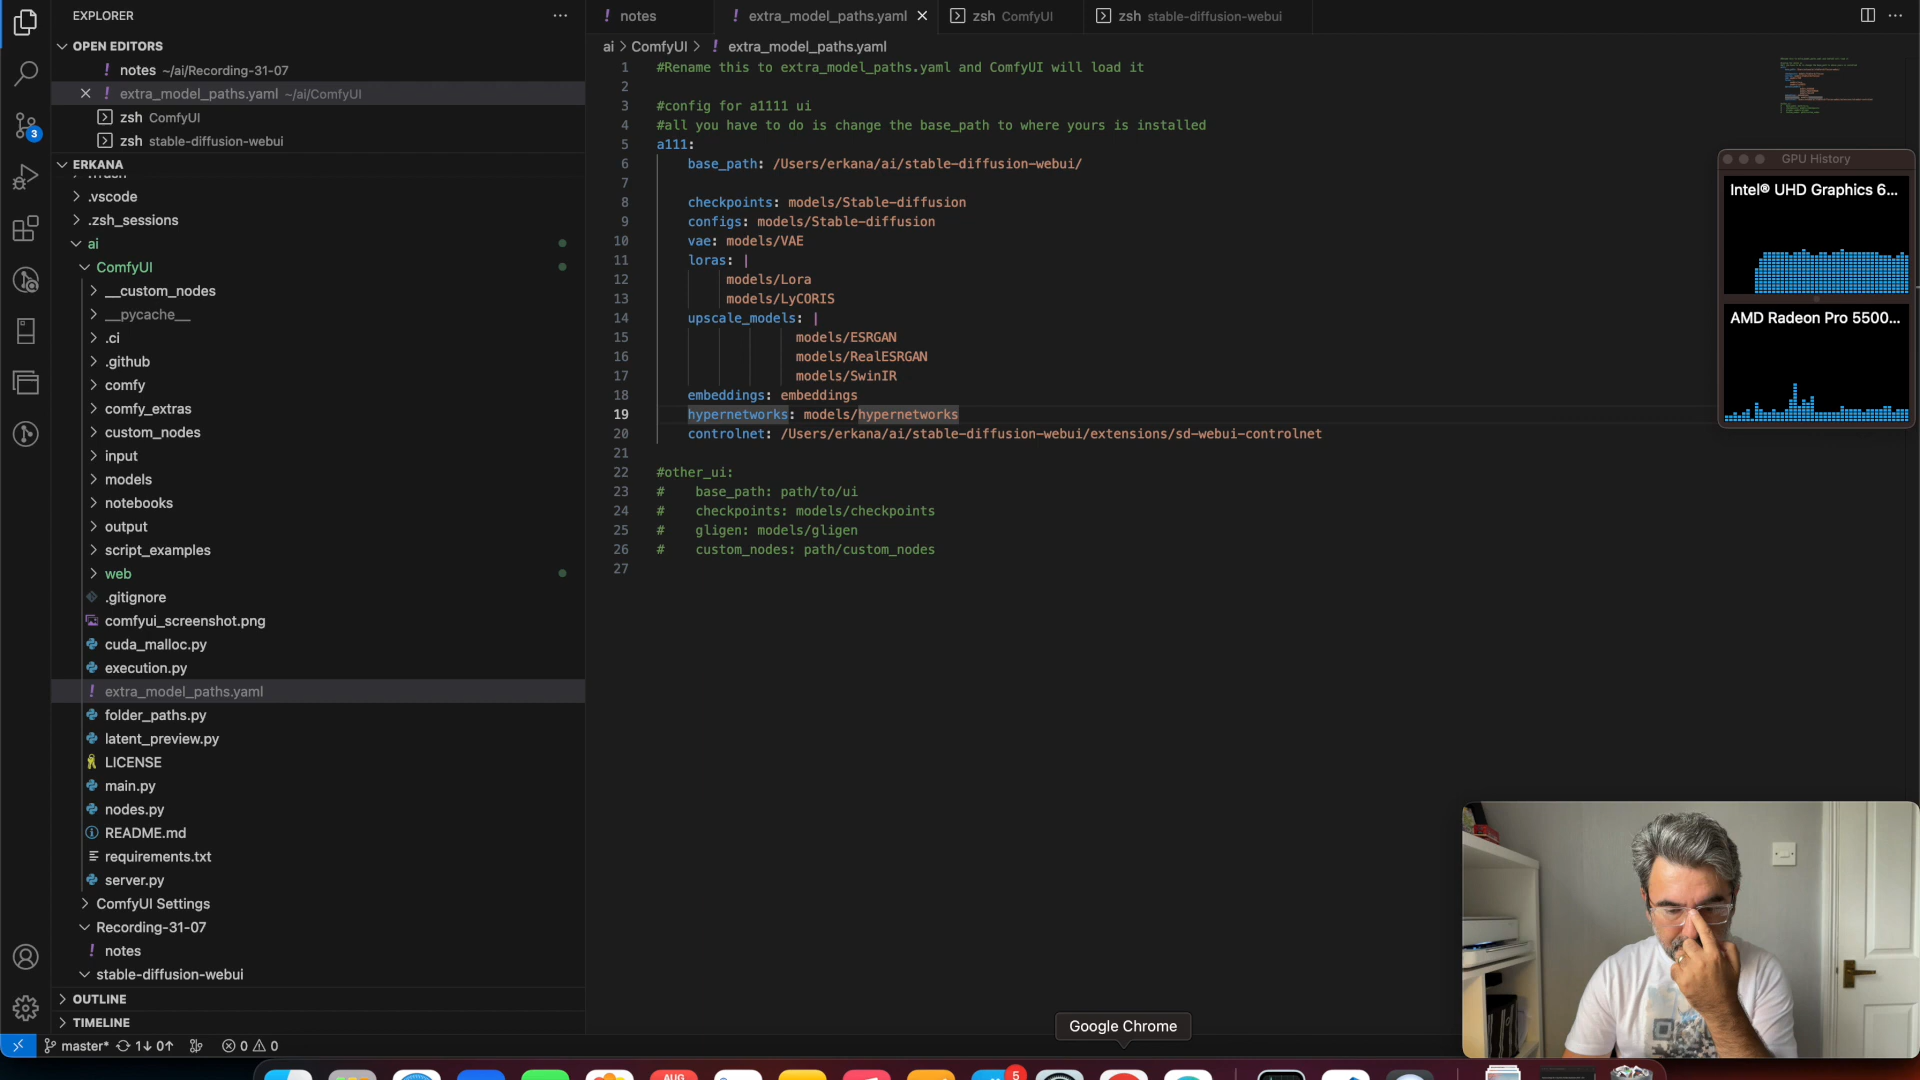 EXPLORER
OPEN EDITORS
notes ~/ai/Recording-31-07
extra_model_paths.yaml ~/ai/ComfyUI
zsh ComfyUI
zsh stable-diffusion-webui
ERKANA
.vscode
.zsh_sessions
ai
ComfyUI
__custom_nodes
__pycache__
.ci
.github
comfy
comfy_extras
custom_nodes
input
models
notebooks
output
script_examples
web
.gitignore
comfyui_screenshot.png
cuda_malloc.py
execution.py
extra_model_paths.yaml
folder_paths.py
latent_preview.py
LICENSE
main.py
nodes.py
README.md
requirements.txt
server.py
ComfyUI Settings
Recording-31-07
notes
stable-diffusion-webui
OUTLINE
TIMELINE
3
master* 1↓ 0↑ 0 0
notes
extra_model_paths.yaml
zsh ComfyUI
zsh stable-diffusion-webui
ai > ComfyUI > ! extra_model_paths.yaml
1 #Rename this to extra_model_paths.yaml and ComfyUI will load it
2
3 #config for a1111 ui
4 #all you have to do is change the base_path to where yours is installed
5 a111:
6 base_path: /Users/erkana/ai/stable-diffusion-webui/
7
8 checkpoints: models/Stable-diffusion
9 configs: models/Stable-diffusion
10 vae: models/VAE
11 loras: |
12 models/Lora
13 models/LyCORIS
14 upscale_models: |
15 models/ESRGAN
16 models/RealESRGAN
17 models/SwinIR
18 embeddings: embeddings
19 hypernetworks: models/hypernetworks
20 controlnet: /Users/erkana/ai/stable-diffusion-webui/extensions/sd-webui-controlnet
21
22 #other_ui:
23 # base_path: path/to/ui
24 # checkpoints: models/checkpoints
25 # gligen: models/gligen
26 # custom_nodes: path/custom_nodes
27
GPU History
Intel® UHD Graphics 6...
AMD Radeon Pro 5500...
Google Chrome
AUG
5